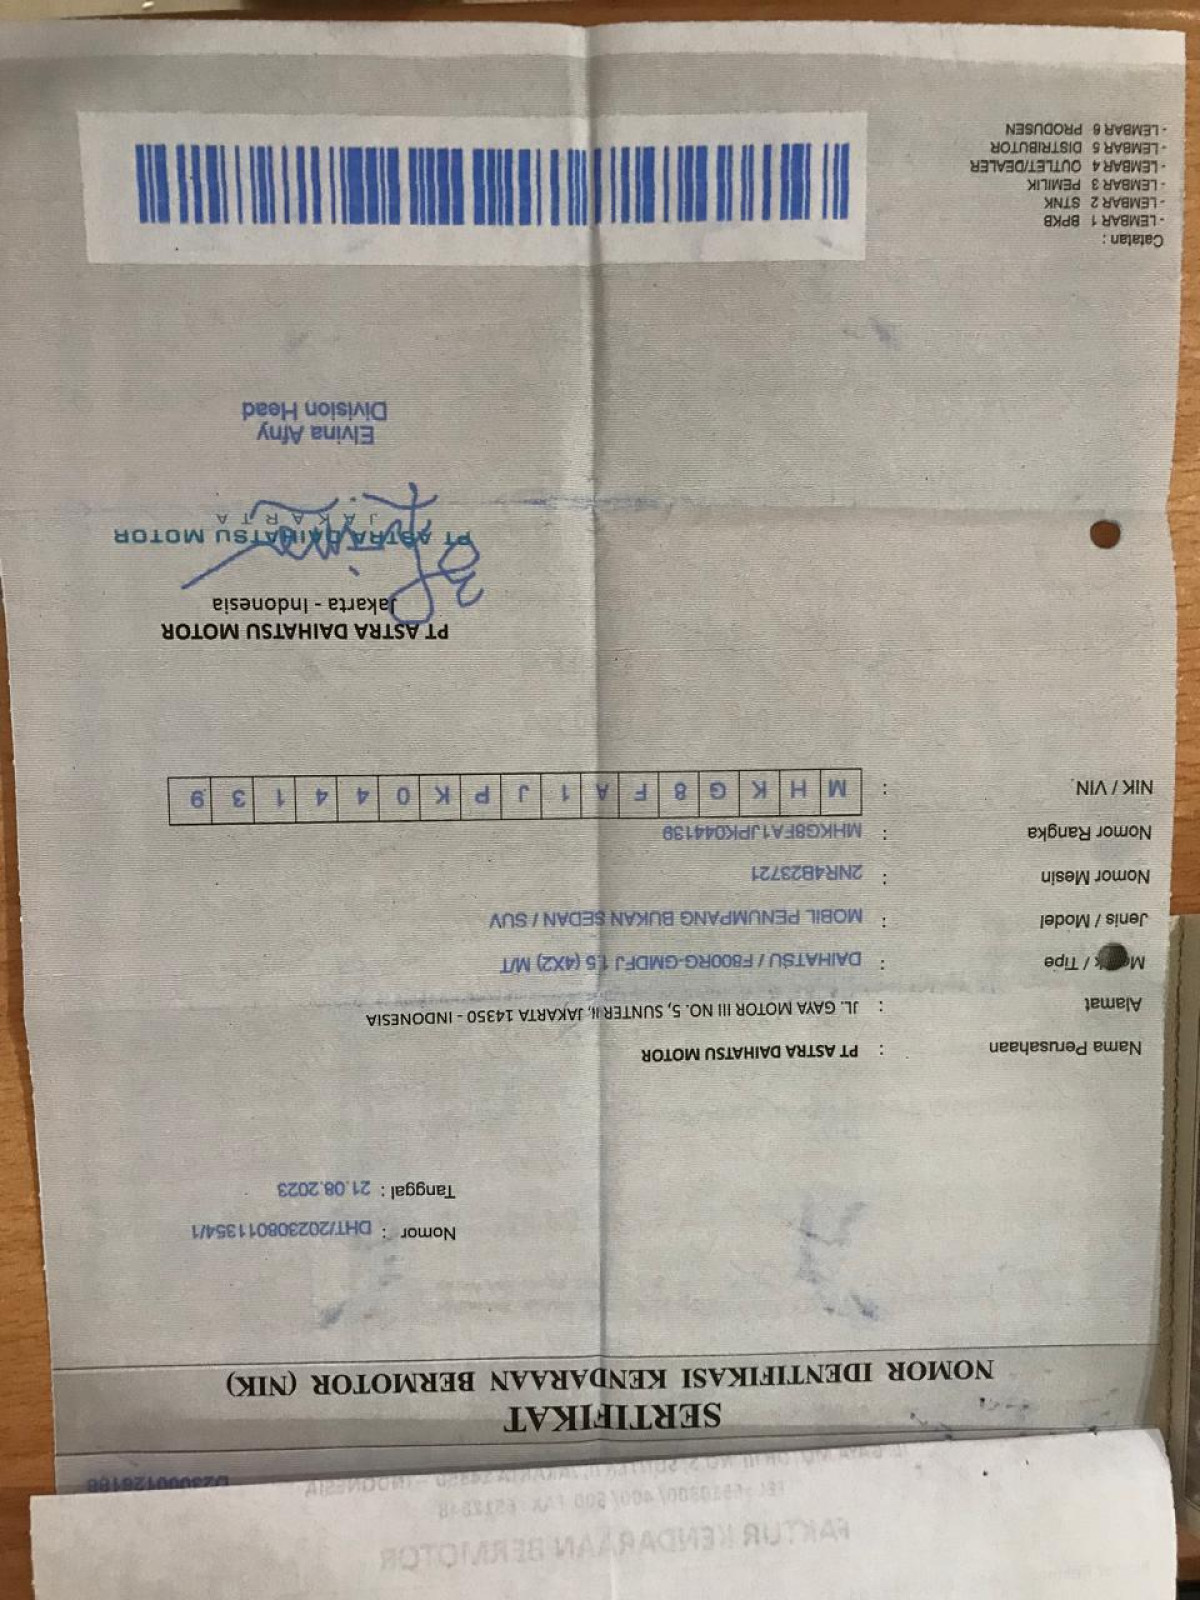 D23000126188
SERTIFIKAT
NOMOR IDENTIFIKASI KENDARAAN BERMOTOR (NIK)
Nomor : DHT/202308011354/1
Tanggal : 21.08.2023
Nama Perusahaan : PT ASTRA DAIHATSU MOTOR
Alamat : JL. GAYA MOTOR III NO. 5, SUNTER II, JAKARTA 14350 - INDONESIA
/ Tipe : DAIHATSU / F800RG-GMDFJ 1.5 (4X2) M/T
Jenis / Model : MOBIL PENUMPANG BUKAN SEDAN / SUV
Nomor Mesin : 2NR4B23721
Nomor Rangka : MHKG8FA1JPK044139
NIK / VIN. : M H K G 8 F A 1 J P K 0 4 4 1 3 9
PT ASTRA DAIHATSU MOTOR
Jakarta - Indonesia
PT ASTRA DAIHATSU MOTOR
JAKARTA
Elvina Afny
Division Head
Catatan :
- LEMBAR 1 BPKB
- LEMBAR 2 STNK
- LEMBAR 3 PEMILIK
- LEMBAR 4 OUTLET/DEALER
- LEMBAR 5 DISTRIBUTOR
- LEMBAR 6 PRODUSEN
FAKTUR KENDARAAN BERMOTOR